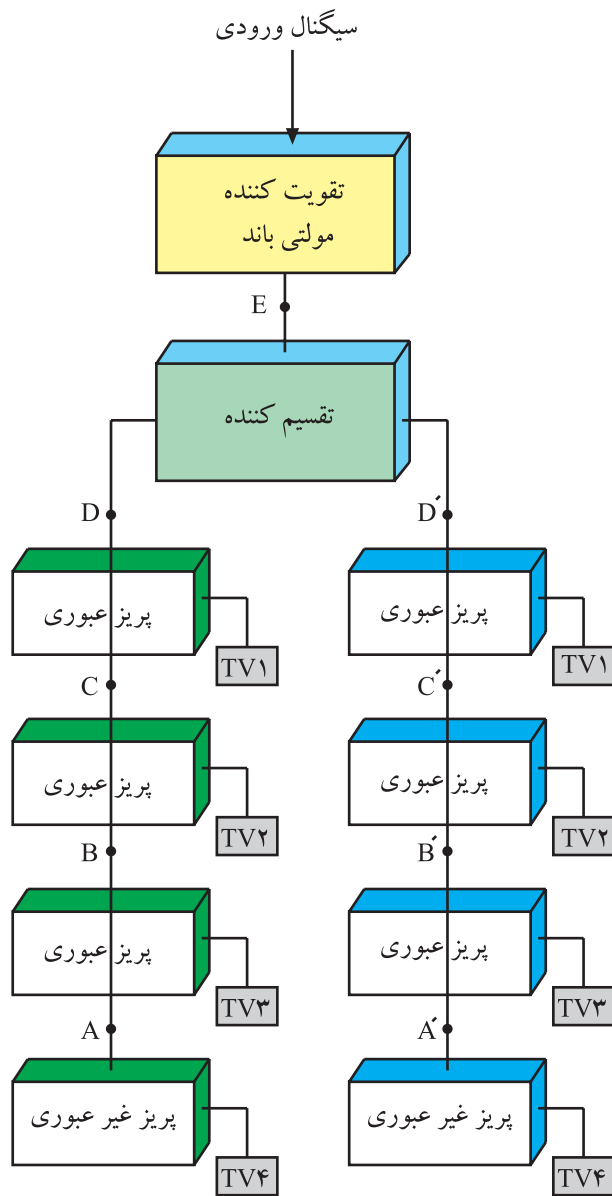 سیگنال ورودی
تقویت کننده
مولتی باند
E
تقسیم کننده
D
D´
پریز عبوری
پریز عبوری
TV۱
TV۱
C
C´
پریز عبوری
پریز عبوری
TV۲
TV۲
B
B´
پریز عبوری
پریز عبوری
TV۳
TV۳
A
A´
پریز غیر عبوری
پریز غیر عبوری
TV۴
TV۴